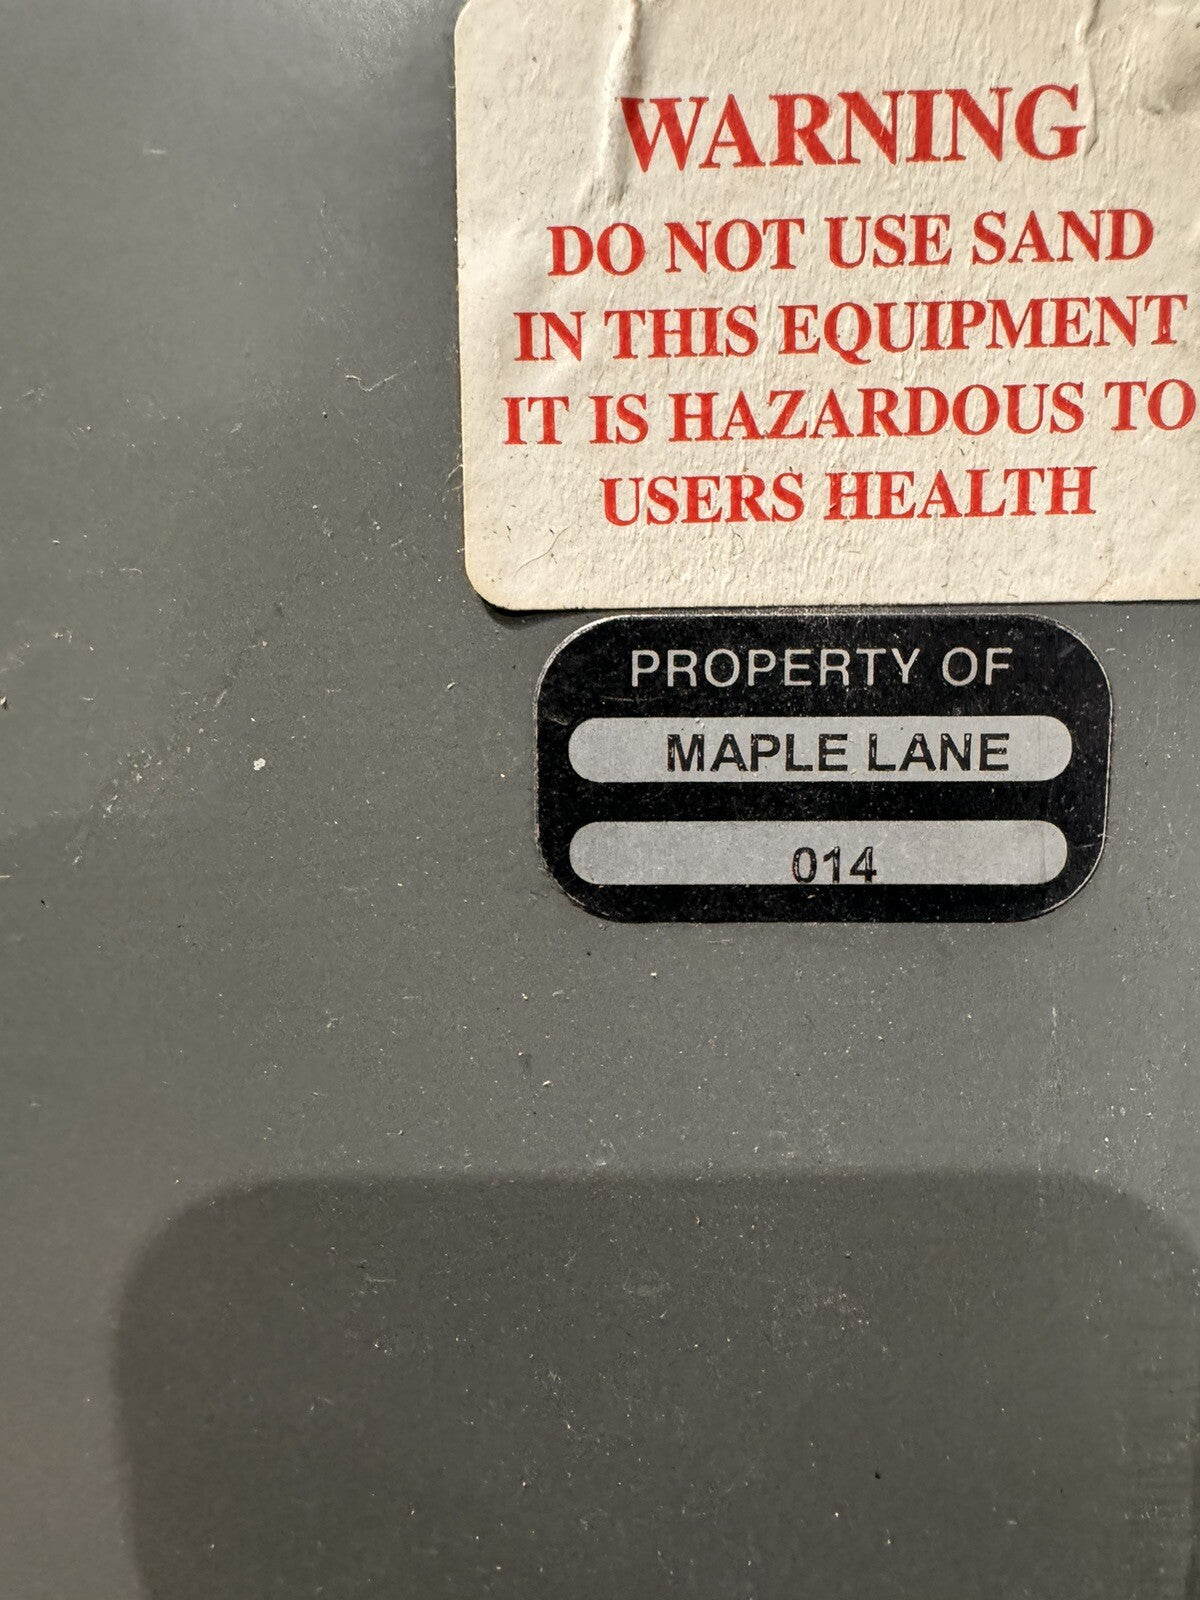 WARNING
DO NOT USE SAND
IN THIS EQUIPMENT
IT IS HAZARDOUS TO
USERS HEALTH
PROPERTY OF
MAPLE LANE
014